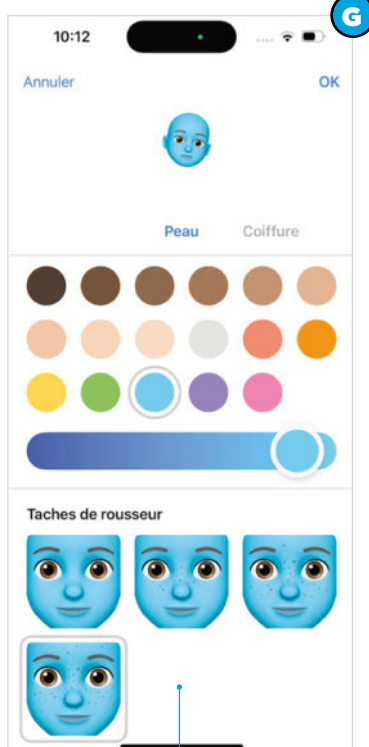 G
10:12
Annuler
OK
Peau
Coiffure
Taches de rousseur